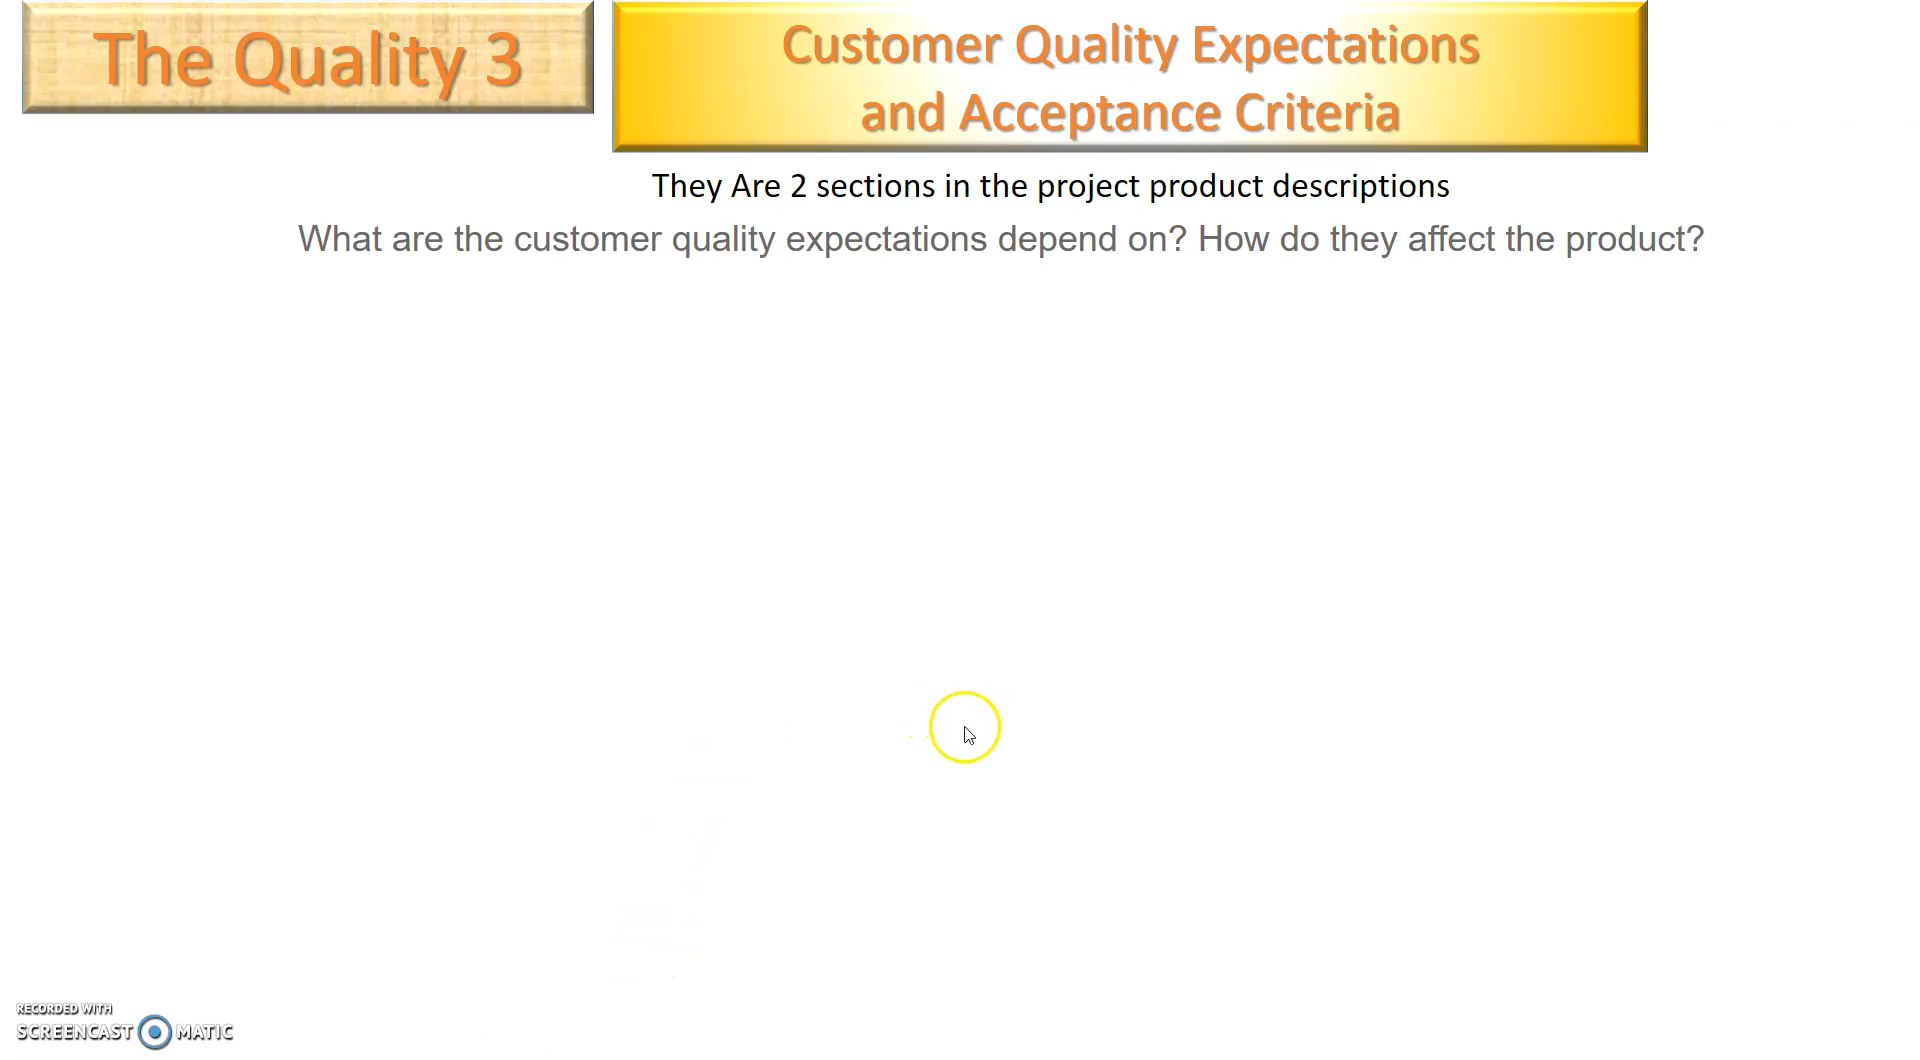 The Quality 3
Customer Quality Expectations
and Acceptance Criteria
They Are 2 sections in the project product descriptions
What are the customer quality expectations depend on? How do they affect the product?
RECORDED WITH
SCREENCAST MATIC